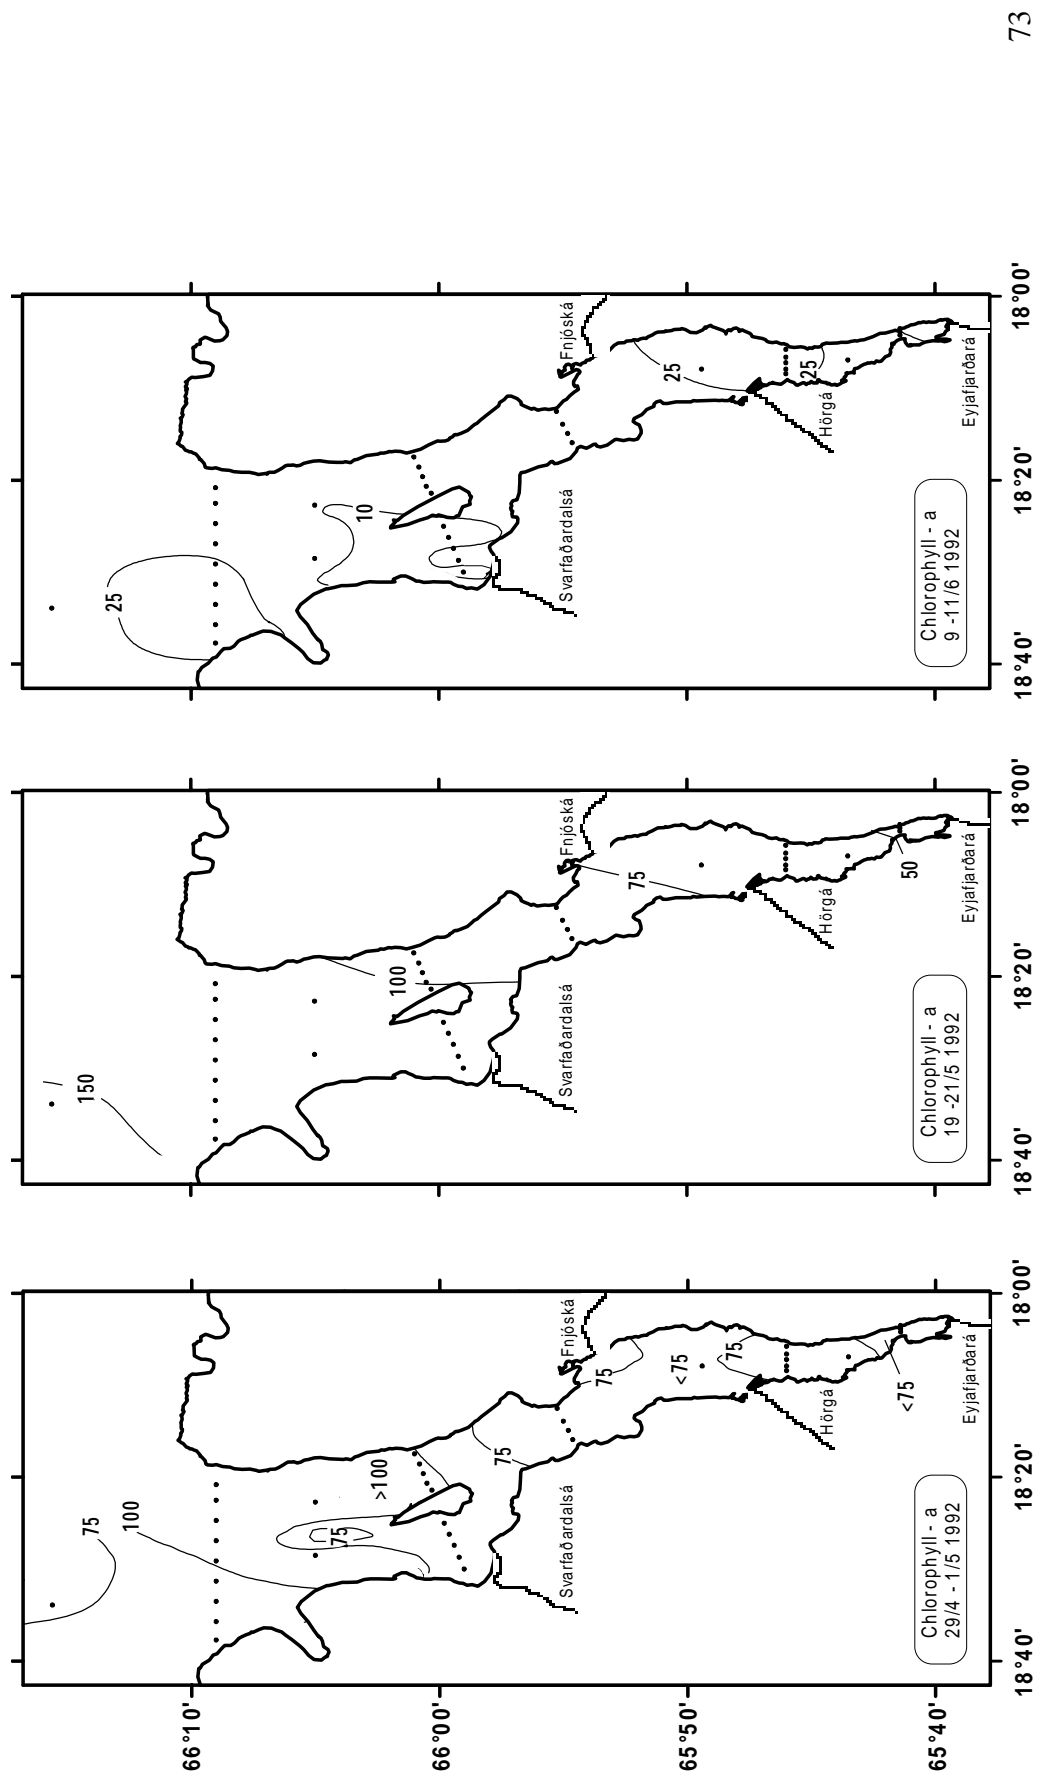 66°10'
66°00'
65°50'
65°40'
75
100
75
>100
75
75
<75
75
<75
Fnjóská
Svarfaðardalsá
Hörgá
Eyjafjarðará
Chlorophyll - a
29/4 - 1/5 1992
18°40'
18°20'
18°00'
150
100
75
50
Fnjóská
Svarfaðardalsá
Hörgá
Eyjafjarðará
Chlorophyll - a
19 -21/5 1992
18°40'
18°20'
18°00'
25
10
25
25
Fnjóská
Svarfaðardalsá
Hörgá
Eyjafjarðará
Chlorophyll - a
9 -11/6 1992
18°40'
18°20'
18°00'
73